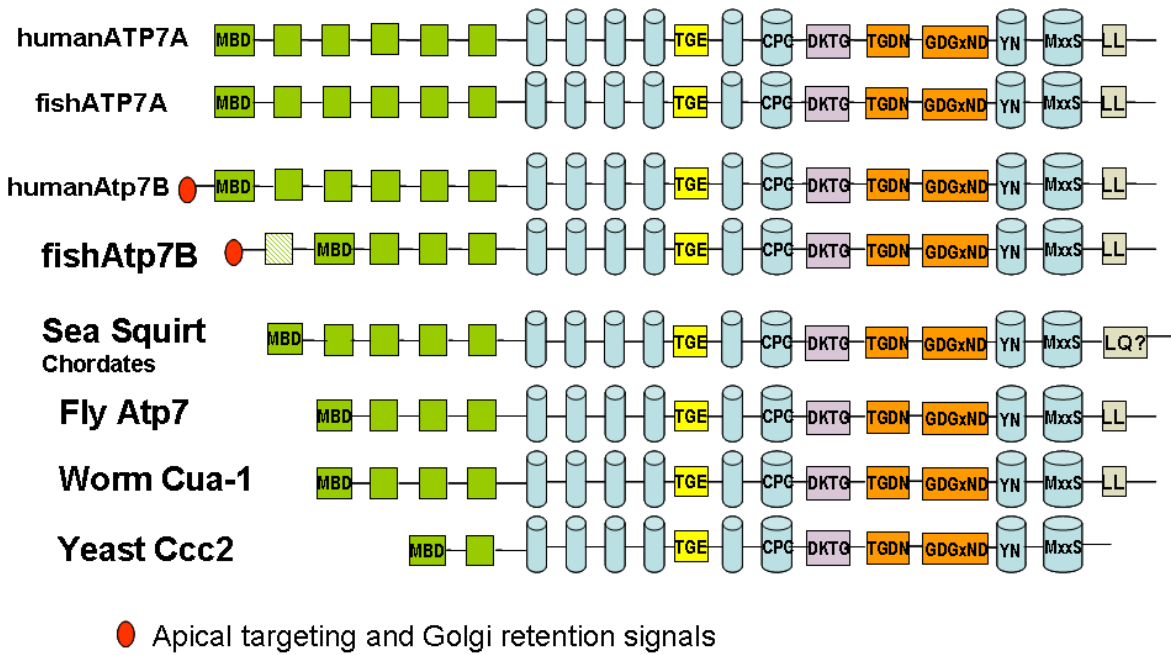 humanATP7A MBD TGE CPC DKTG TGDN GDGxND YN MxxS LL
fishATP7A MBD TGE CPC DKTG TGDN GDGxND YN MxxS LL
humanAtp7B MBD TGE CPC DKTG TGDN GDGxND YN MxxS LL
fishAtp7B MBD TGE CPC DKTG TGDN GDGxND YN MxxS LL
Sea Squirt MBD TGE CPC DKTG TGDN GDGxND YN MxxS LQ?
Chordates
Fly Atp7 MBD TGE CPC DKTG TGDN GDGxND YN MxxS LL
Worm Cua-1 MBD TGE CPC DKTG TGDN GDGxND YN MxxS LL
Yeast Ccc2 MBD TGE CPC DKTG TGDN GDGxND YN MxxS
Apical targeting and Golgi retention signals